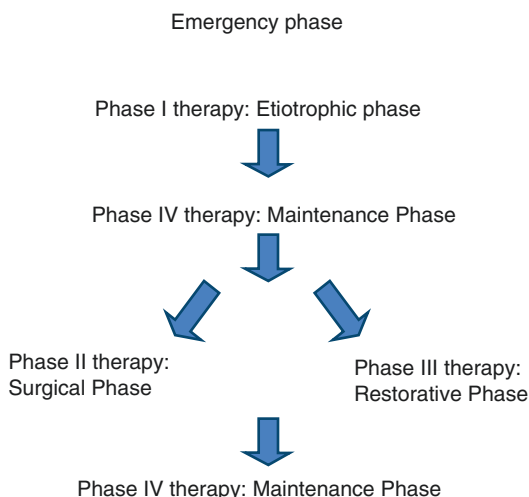 Emergency phase
Phase I therapy: Etiotrophic phase
Phase IV therapy: Maintenance Phase
Phase II therapy:
Surgical Phase
Phase III therapy:
Restorative Phase
Phase IV therapy: Maintenance Phase